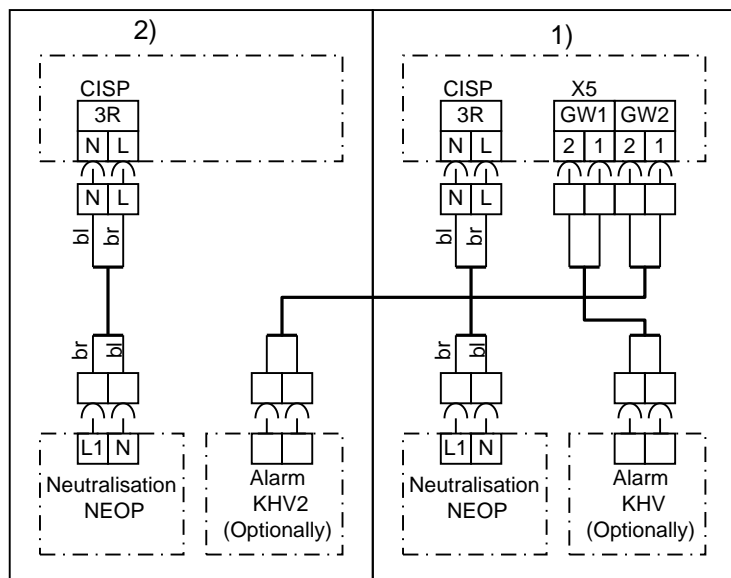 2)
1)
CISP
3R
N L
N L
bl
br
br
bl
L1 N
Neutralisation
NEOP
Alarm
KHV2
(Optionally)
CISP
3R
N L
N L
bl
br
br
bl
L1 N
Neutralisation
NEOP
X5
GW1 GW2
2 1 2 1
Alarm
KHV
(Optionally)